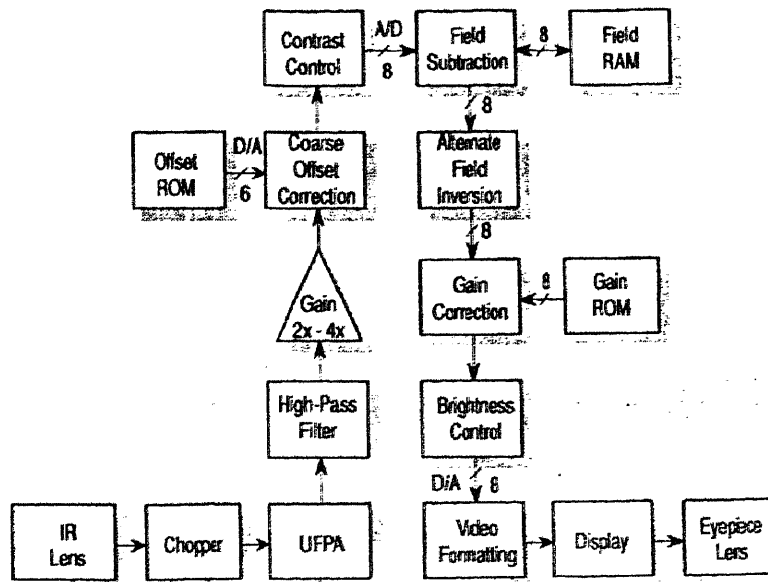 Contrast
Control
A/D
8
Field
Subtraction
8
Field
RAM
8
Offset
ROM
D/A
6
Coarse
Offset
Correction
Alternate
Field
Inversion
8
Gain
2x - 4x
Gain
Correction
8
Gain
ROM
High-Pass
Filter
Brightness
Control
D/A
8
IR
Lens
Chopper
UFPA
Video
Formatting
Display
Eyepiece
Lens